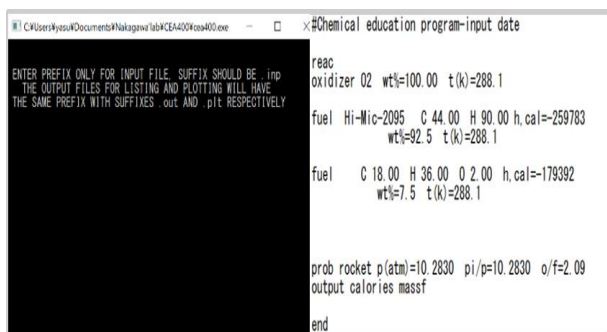 C:¥Users¥yasu¥Documents¥Nakagawa lab¥CEA400¥cea400.exe
ENTER PREFIX ONLY FOR INPUT FILE, SUFFIX SHOULD BE .inp
THE OUTPUT FILES FOR LISTING AND PLOTTING WILL HAVE
THE SAME PREFIX WITH SUFFIXES .out AND .plt RESPECTIVELY
#Chemical education program-input date
reac
oxidizer O2 wt%=100.00 t(k)=288.1
fuel Hi-Mic-2095 C 44.00 H 90.00 h,cal=-259783
wt%=92.5 t(k)=288.1
fuel C 18.00 H 36.00 O 2.00 h,cal=-179392
wt%=7.5 t(k)=288.1
prob rocket p(atm)=10.2830 pi/p=10.2830 o/f=2.09
output calories massf
end